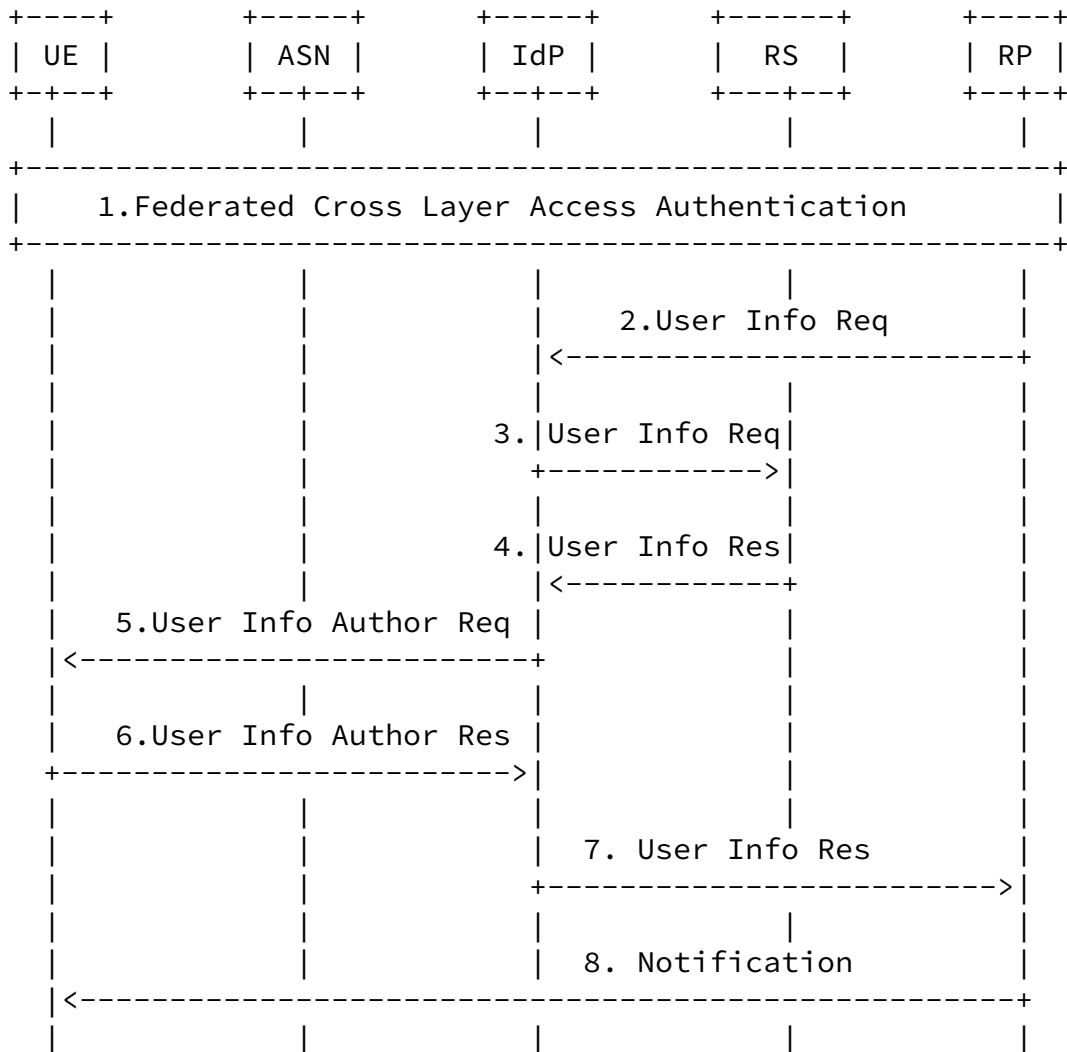 UE ASN IdP RS RP
1.Federated Cross Layer Access Authentication
2.User Info Req
3. User Info Req
4. User Info Res
5.User Info Author Req
6.User Info Author Res
7. User Info Res
8. Notification